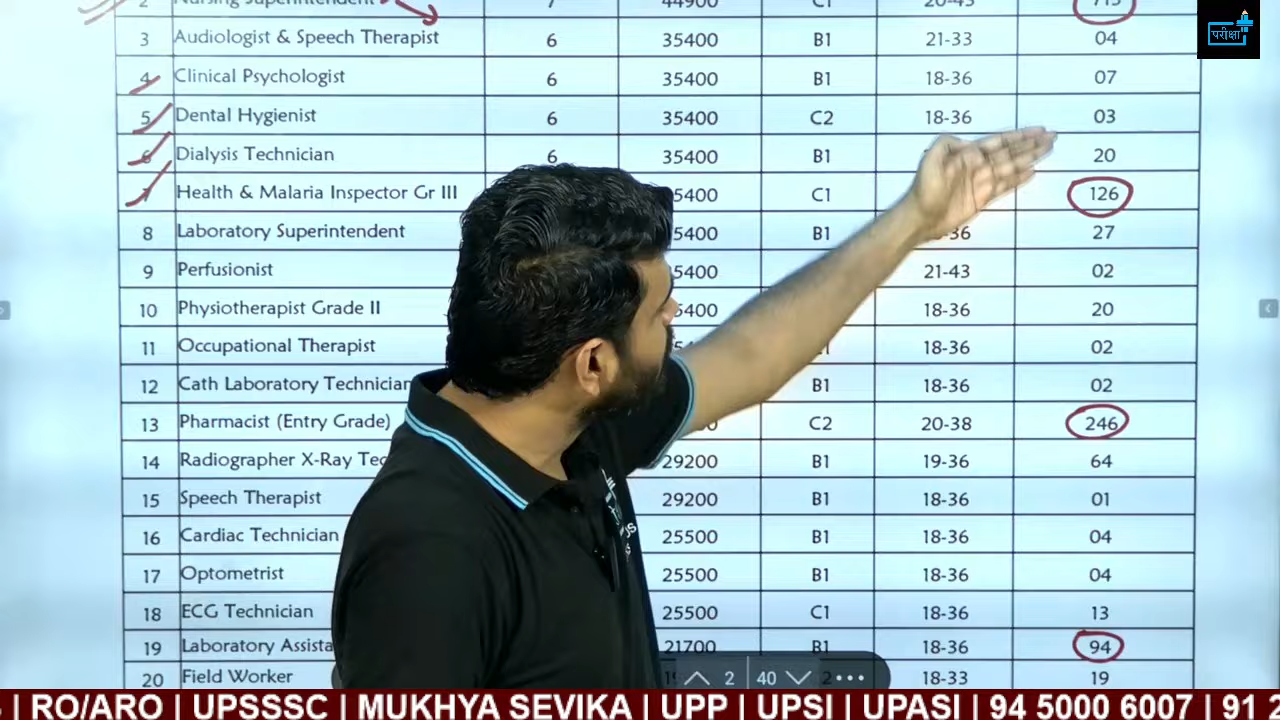 2 Nursing Superintendent 7 44900 C1 20-43 713
परीक्षा
3 Audiologist & Speech Therapist 6 35400 B1 21-33 04
4 Clinical Psychologist 6 35400 B1 18-36 07
5 Dental Hygienist 6 35400 C2 18-36 03
6 Dialysis Technician 6 35400 B1 20
7 Health & Malaria Inspector Gr III 5400 C1 126
8 Laboratory Superintendent 5400 B1 27
9 Perfusionist 5400 21-43 02
10 Physiotherapist Grade II 5400 18-36 20
11 Occupational Therapist 18-36 02
12 Cath Laboratory Technician B1 18-36 02
13 Pharmacist (Entry Grade) C2 20-38 246
14 Radiographer X-Ray 29200 B1 19-36 64
15 Speech Therapist 29200 B1 18-36 01
16 Cardiac Technician 25500 B1 18-36 04
17 Optometrist 25500 B1 18-36 04
18 ECG Technician 25500 C1 18-36 13
19 Laboratory 21700 B1 18-36 94
20 Field Worker 18-33 19
2 40
| RO/ARO | UPSSSC | MUKHYA SEVIKA | UPP | UPSI | UPASI | 94 5000 6007 | 91 2